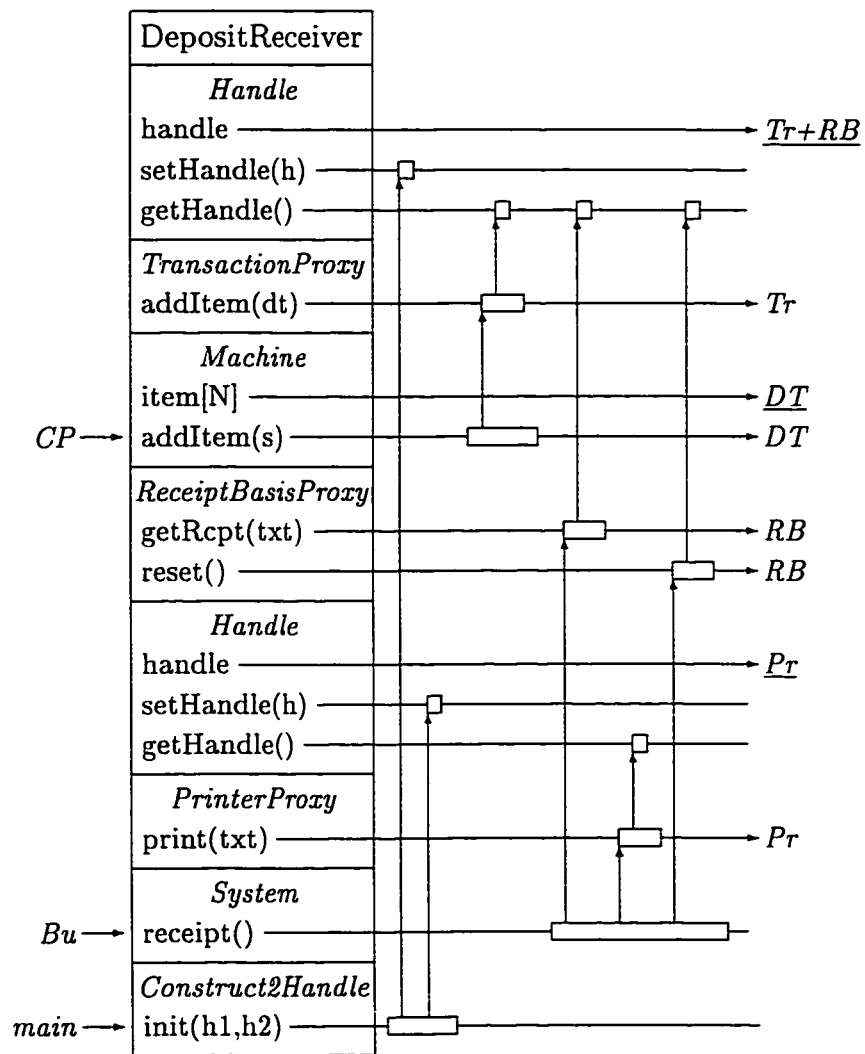 DepositReceiver
Handle
handle Tr+RB
setHandle(h)
getHandle()
TransactionProxy
addItem(dt) Tr
Machine
item[N] DT
CP addItem(s) DT
ReceiptBasisProxy
getRcpt(txt) RB
reset() RB
Handle
handle Pr
setHandle(h)
getHandle()
PrinterProxy
print(txt) Pr
System
Bu receipt()
Construct2Handle
main init(h1,h2)